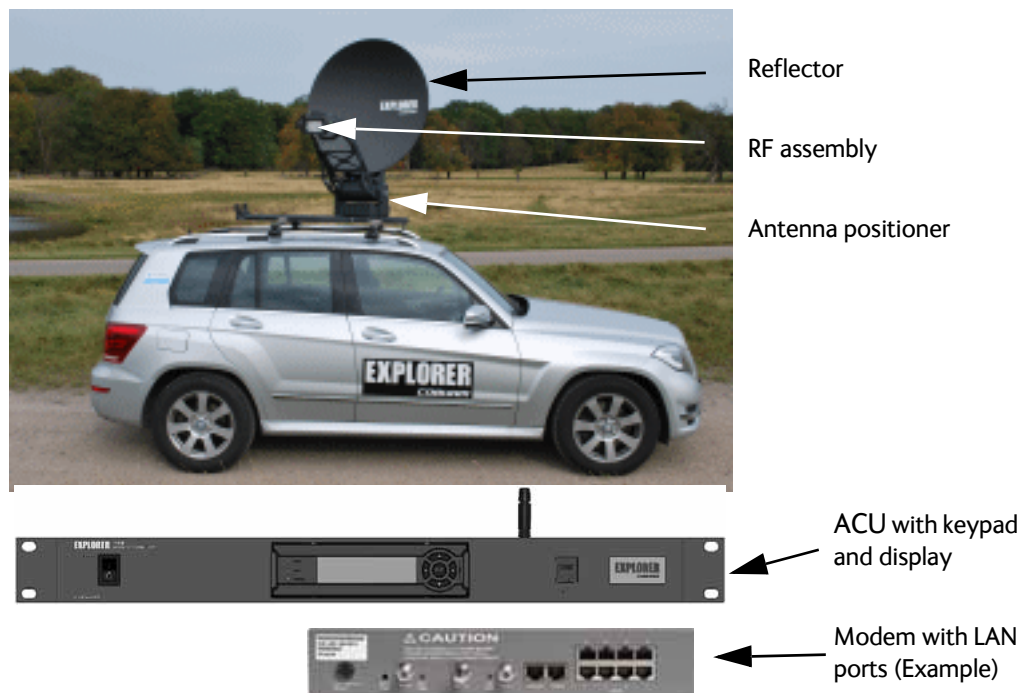 EXPLORER
Reflector
RF assembly
Antenna positioner
EXPLORER
COBHAM
EXPLORER
EXPLORER
ACU with keypad
and display
CAUTION
Modem with LAN
ports (Example)